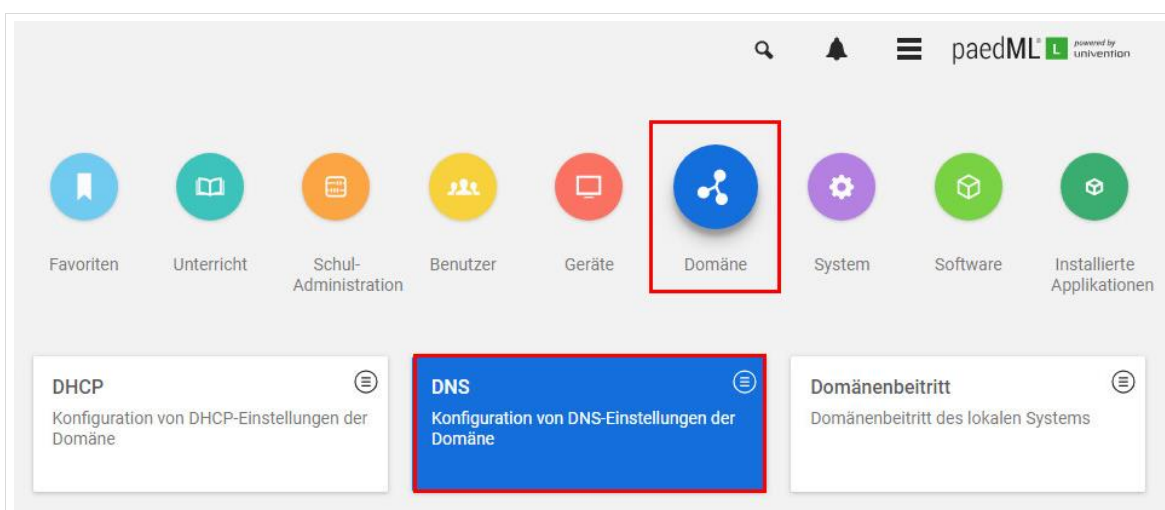 paedML® L powered by
univention
Favoriten
Unterricht
Schul-
Administration
Benutzer
Geräte
Domäne
System
Software
Installierte
Applikationen
DHCP
Konfiguration von DHCP-Einstellungen der
Domäne
DNS
Konfiguration von DNS-Einstellungen der
Domäne
Domänenbeitritt
Domänenbeitritt des lokalen Systems